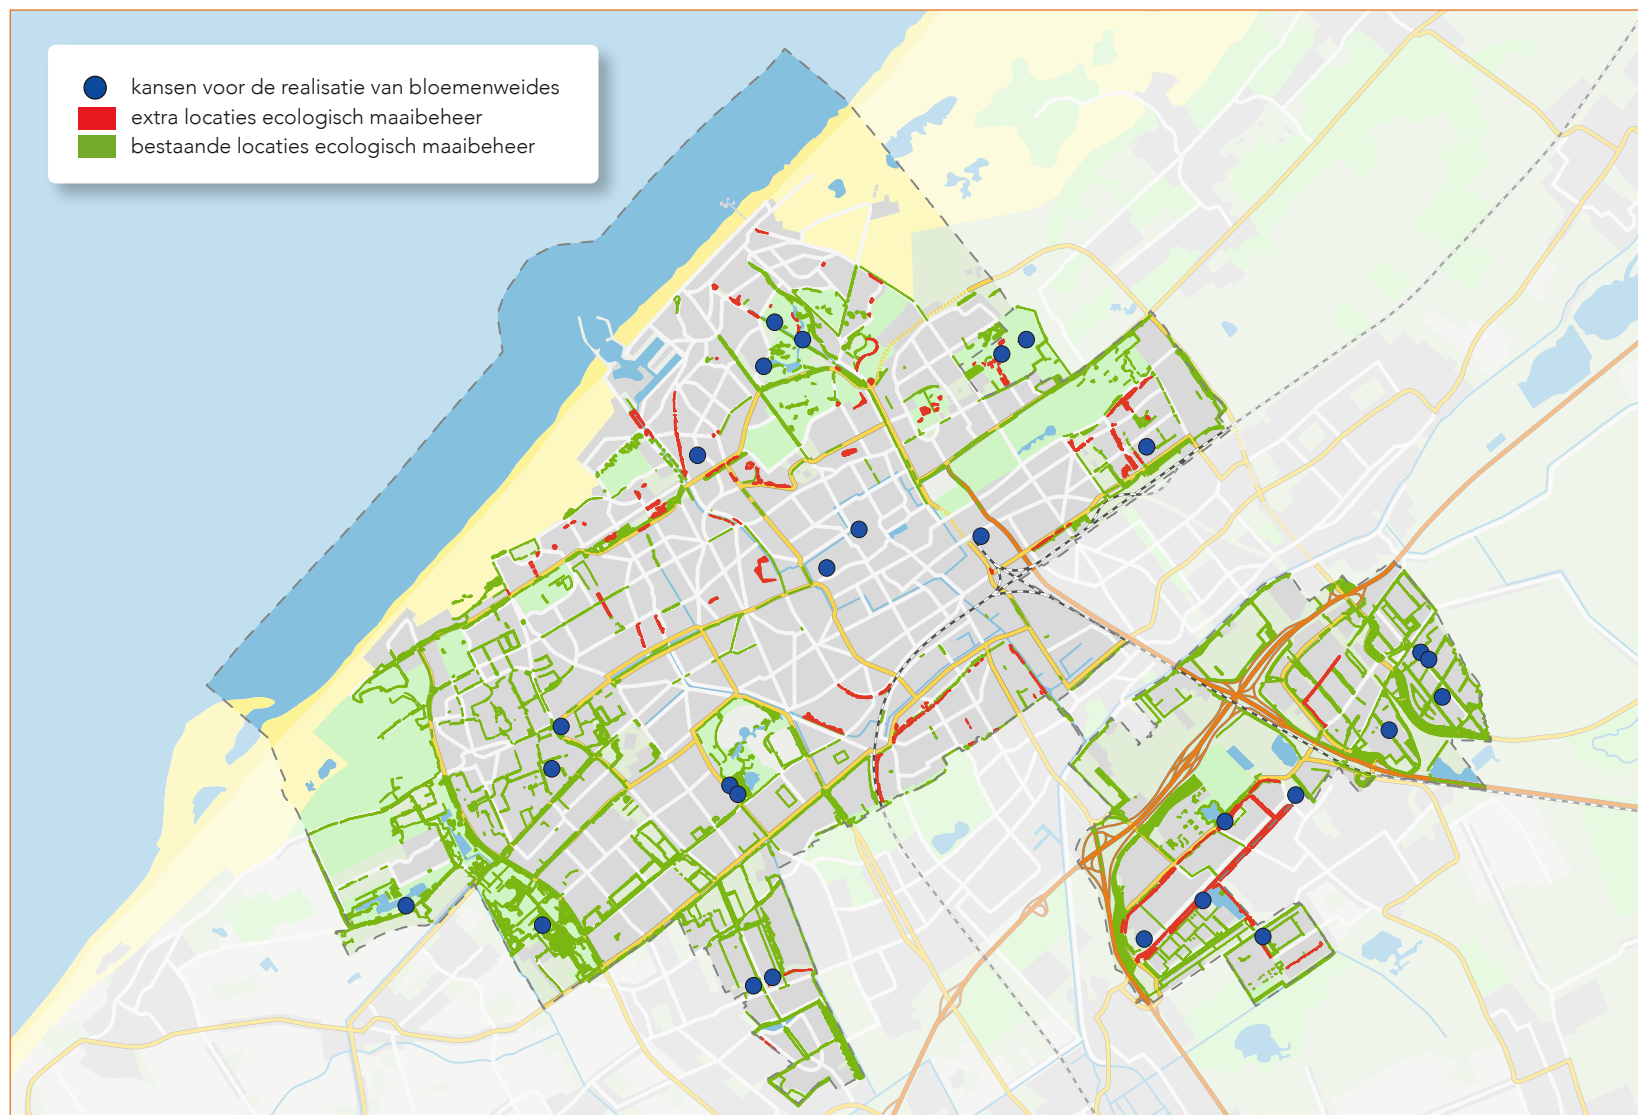 kansen voor de realisatie van bloemenweides
extra locaties ecologisch maaibeheer
bestaande locaties ecologisch maaibeheer